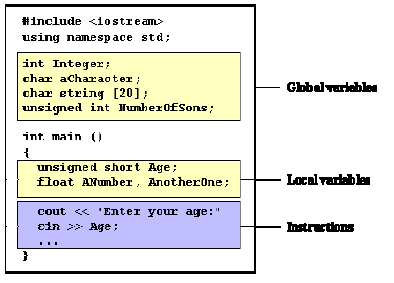 #include <iostream>
using namespace std;
int Integer;
char aCharacter;
char string [20];
unsigned int NumberOfSons;
Global variables
int main ()
{
unsigned short Age;
float ANumber, AnotherOne;
Local variables
cout << "Enter your age:"
cin >> Age;
...
Instructions
}